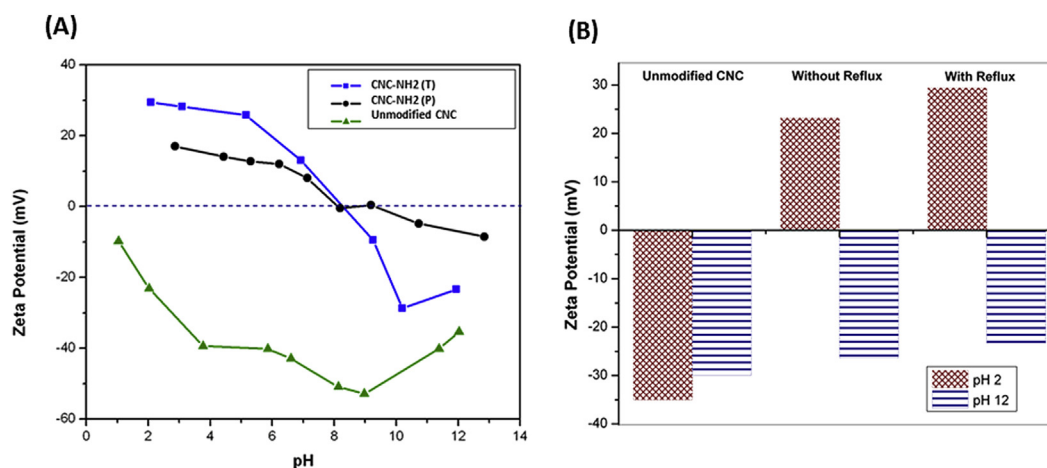 (A)
Zeta Potential (mV)
40
20
0
-20
-40
-60
CNC-NH2 (T)
CNC-NH2 (P)
Unmodified CNC
0 2 4 6 8 10 12 14
pH
(B)
Zeta Potential (mV)
30
20
10
0
-10
-20
-30
-40
Unmodified CNC Without Reflux With Reflux
pH 2
pH 12